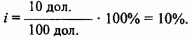 i = 10 дол. / 100 дол. · 100% = 10%.